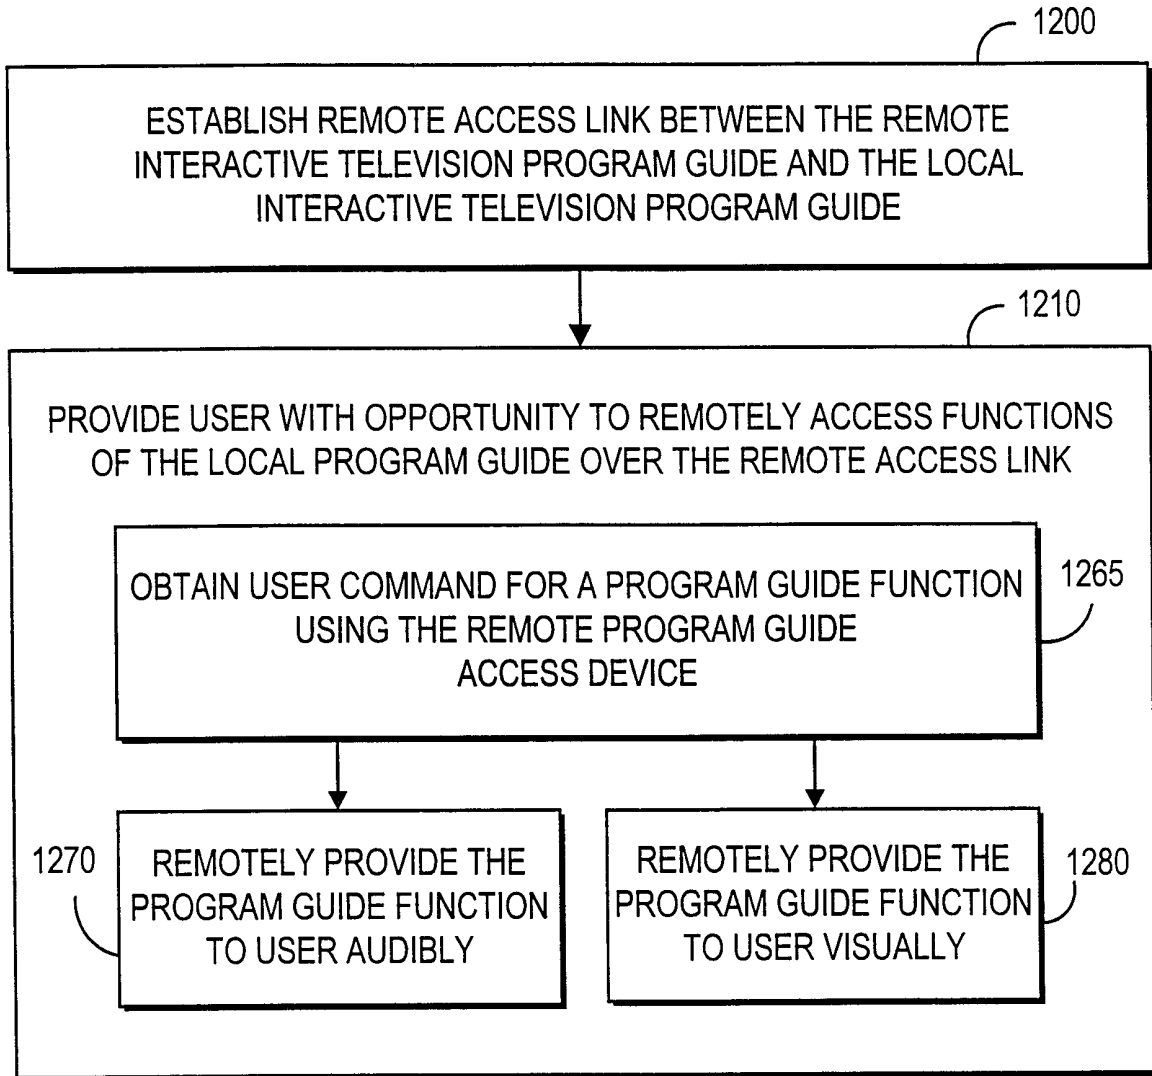 1200
ESTABLISH REMOTE ACCESS LINK BETWEEN THE REMOTE
INTERACTIVE TELEVISION PROGRAM GUIDE AND THE LOCAL
INTERACTIVE TELEVISION PROGRAM GUIDE
1210
PROVIDE USER WITH OPPORTUNITY TO REMOTELY ACCESS FUNCTIONS
OF THE LOCAL PROGRAM GUIDE OVER THE REMOTE ACCESS LINK
OBTAIN USER COMMAND FOR A PROGRAM GUIDE FUNCTION
USING THE REMOTE PROGRAM GUIDE
ACCESS DEVICE
1265
1270
REMOTELY PROVIDE THE
PROGRAM GUIDE FUNCTION
TO USER AUDIBLY
REMOTELY PROVIDE THE
PROGRAM GUIDE FUNCTION
TO USER VISUALLY
1280